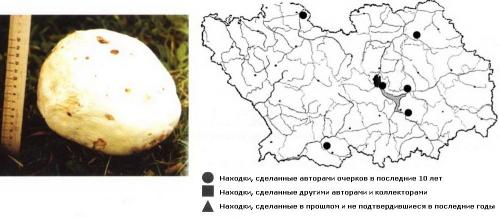 Находки, сделанные авторами очерков в последние 10 лет
Находки, сделанные другими авторами и коллекторами
Находки, сделанные в прошлом и не подтвердившиеся в последние годы